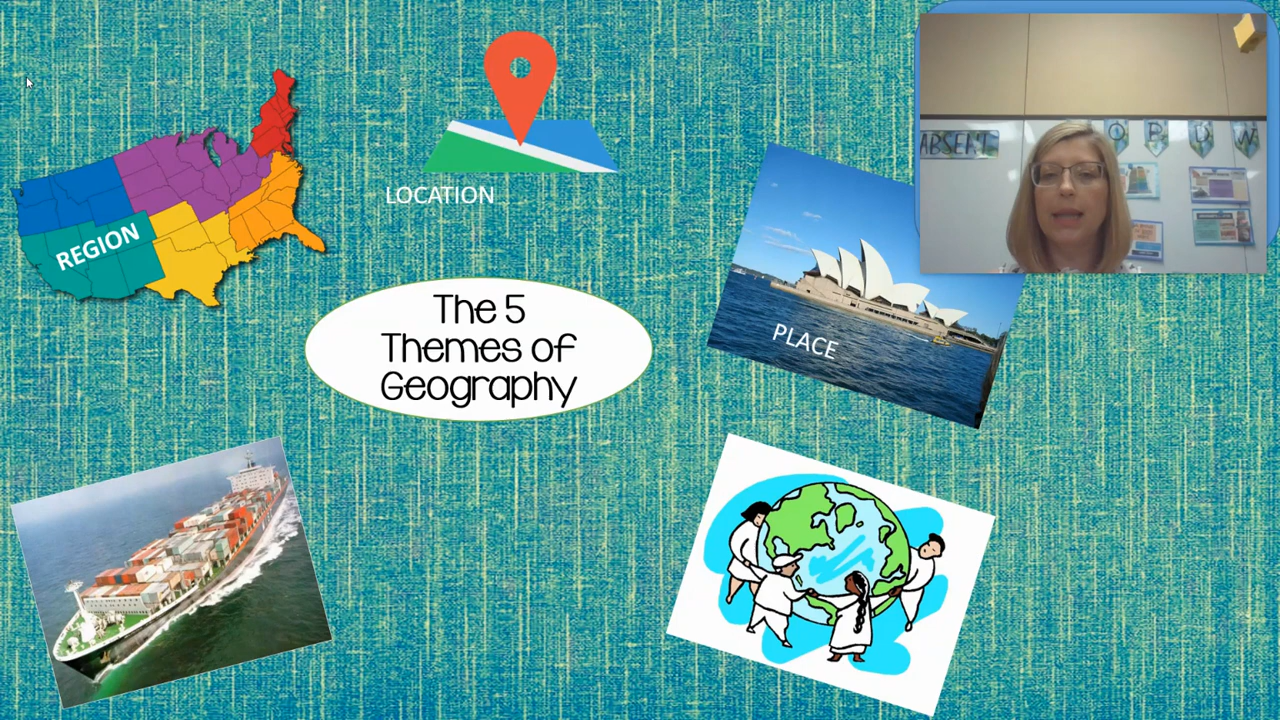 ABSENT
O P D W
LOCATION
REGION
The 5
Themes of
Geography
PLACE